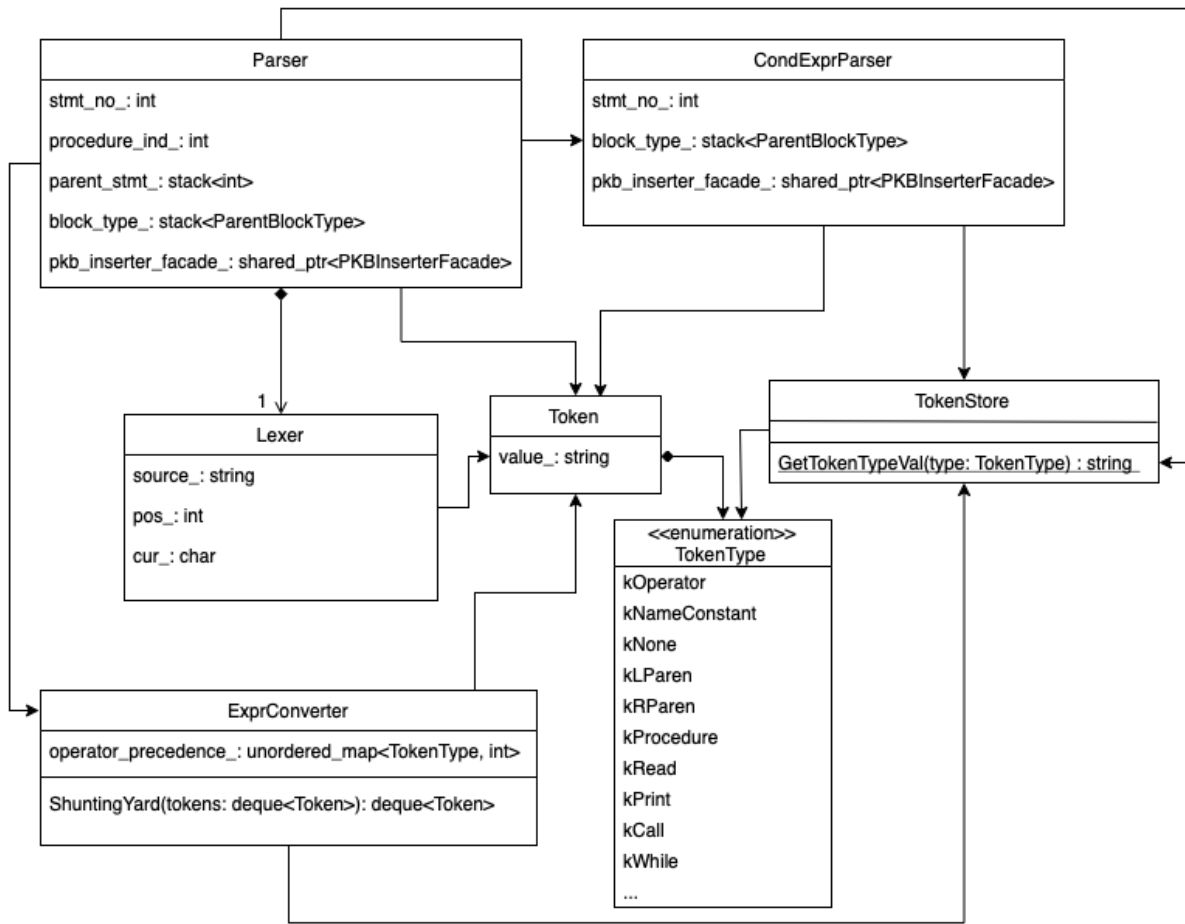 Parser
stmt_no_: int
procedure_ind_: int
parent_stmt_: stack<int>
block_type_: stack<ParentBlockType>
pkb_inserter_facade_: shared_ptr<PKBInserterFacade>
CondExprParser
stmt_no_: int
block_type_: stack<ParentBlockType>
pkb_inserter_facade_: shared_ptr<PKBInserterFacade>
1
Lexer
source_: string
pos_: int
cur_: char
Token
value_: string
TokenStore
GetTokenTypeVal(type: TokenType) : string
<<enumeration>>
TokenType
kOperator
kNameConstant
kNone
kLParen
kRParen
kProcedure
kRead
kPrint
kCall
kWhile
...
ExprConverter
operator_precedence_: unordered_map<TokenType, int>
ShuntingYard(tokens: deque<Token>): deque<Token>